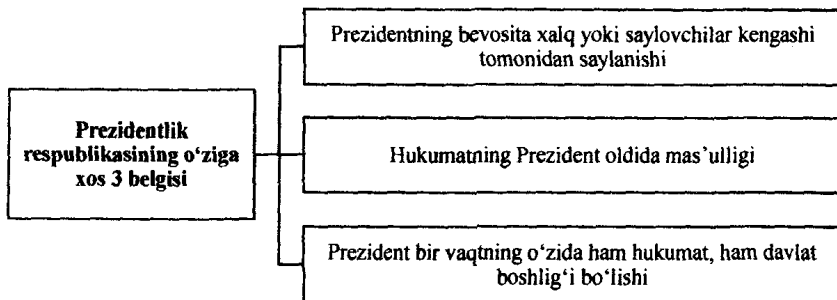 Prezidentlik
respublikasining o‘ziga
xos 3 belgisi
Prezidentning bevosita xalq yoki saylovchilar kengashi
tomonidan saylanishi
Hukumatning Prezident oldida mas’ulligi
Prezident bir vaqtning o‘zida ham hukumat, ham davlat
boshlig‘i bo‘lishi